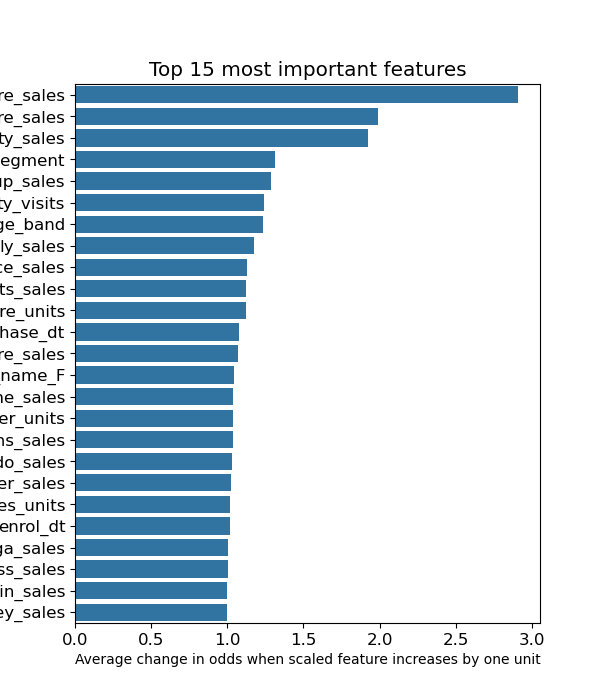 Top 15 most important features
re_sales
re_sales
ty_sales
egment
up_sales
ty_visits
ge_band
ly_sales
ce_sales
ts_sales
re_units
hase_dt
re_sales
name_F
ne_sales
er_units
ns_sales
do_sales
er_sales
es_units
enrol_dt
ga_sales
ss_sales
in_sales
ey_sales
0.0 0.5 1.0 1.5 2.0 2.5 3.0
Average change in odds when scaled feature increases by one unit